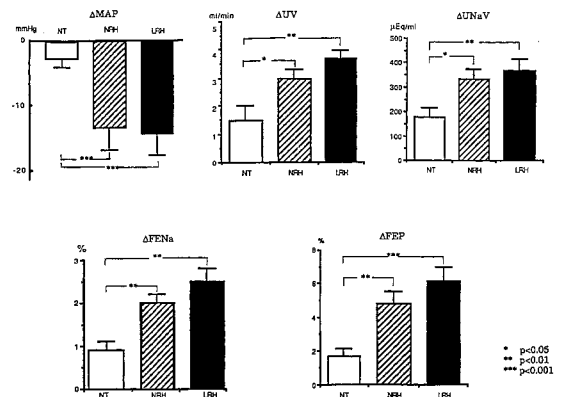 ΔMAP
mmHg NT NRH LRH
0
-10
-20
***
***
ΔUV
ml/min
5
4
3
2
1
0
*
**
NT NRH LRH
ΔUNaV
µEq/ml
500
400
300
200
100
0
*
**
NT NRH LRH
ΔFENa
%
3
2
1
0
**
**
NT NRH LRH
ΔFEP
%
8
6
4
2
0
**
***
NT NRH LRH
* p<0.05
** p<0.01
*** p<0.001